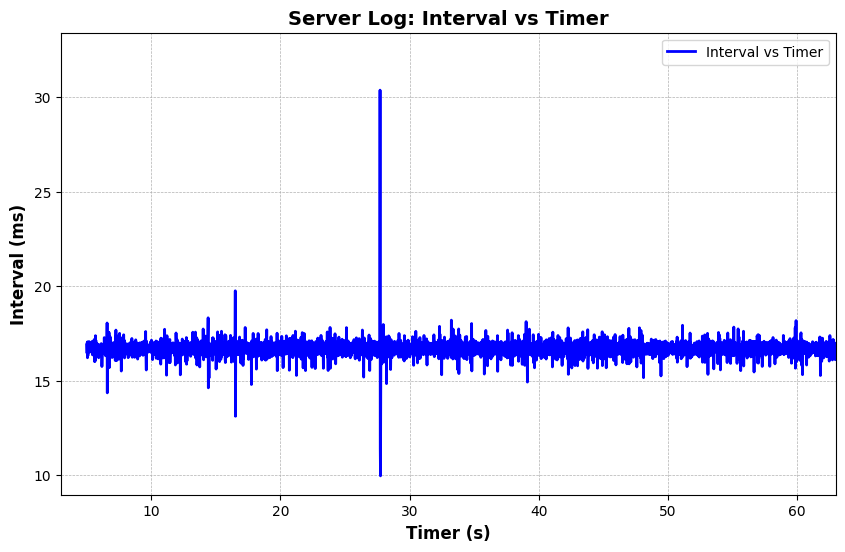 Server Log: Interval vs Timer
Interval vs Timer
30
25
20
15
10
Interval (ms)
10 20 30 40 50 60
Timer (s)